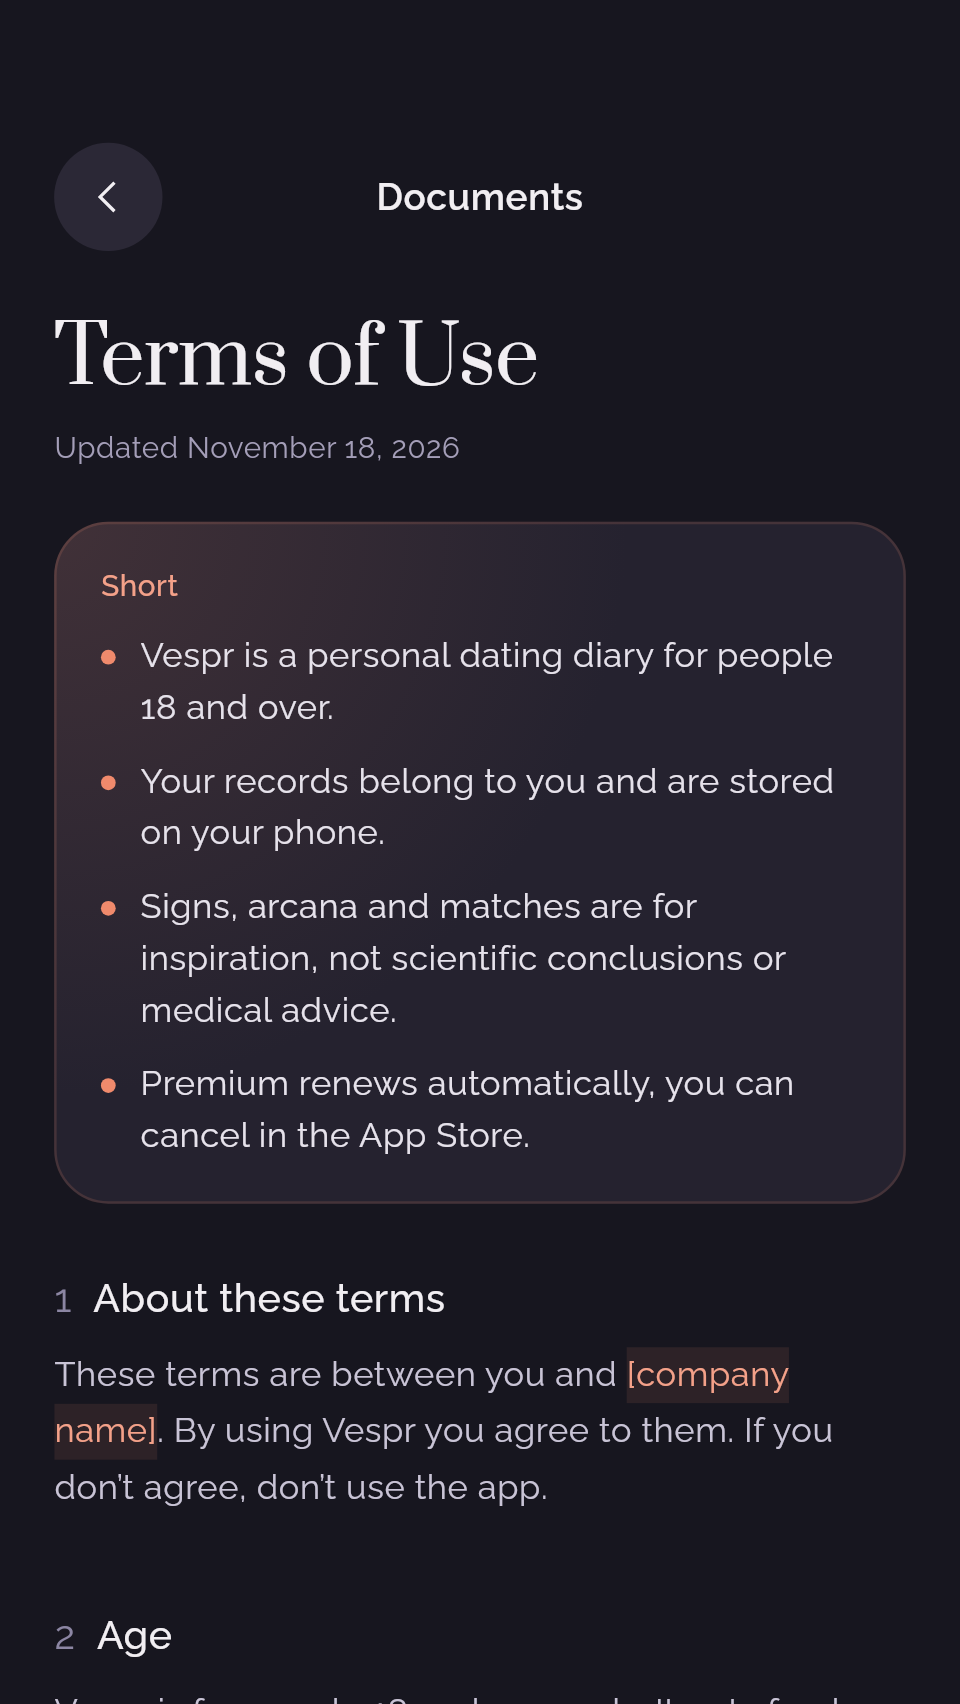 Documents
Terms of Use
Updated November 18, 2026
Short
Vespr is a personal dating diary for people
18 and over.
Your records belong to you and are stored
on your phone.
Signs, arcana and matches are for
inspiration, not scientific conclusions or
medical advice.
Premium renews automatically, you can
cancel in the App Store.
1 About these terms
These terms are between you and [company
name]. By using Vespr you agree to them. If you
don’t agree, don’t use the app.
2 Age